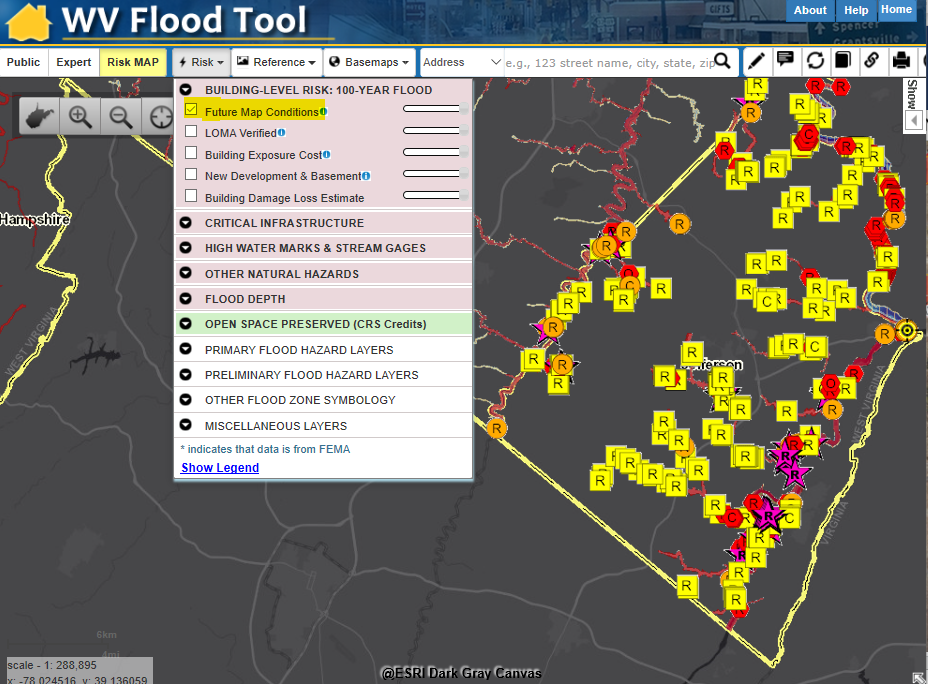 WV Flood Tool
About Help Home
GIFTS
Spencer
Grantsville
Public Expert Risk MAP Risk Reference Basemaps Address e.g., 123 street name, city, state, zip
Show!
BUILDING-LEVEL RISK: 100-YEAR FLOOD
Future Map Conditions
LOMA Verified
Building Exposure Cost
New Development & Basement
Building Damage Loss Estimate
CRITICAL INFRASTRUCTURE
HIGH WATER MARKS & STREAM GAGES
OTHER NATURAL HAZARDS
FLOOD DEPTH
OPEN SPACE PRESERVED (CRS Credits)
PRIMARY FLOOD HAZARD LAYERS
PRELIMINARY FLOOD HAZARD LAYERS
OTHER FLOOD ZONE SYMBOLOGY
MISCELLANEOUS LAYERS
* indicates that data is from FEMA
Show Legend
Hampshire
WEST VIRGINIA
WEST VIRGINIA
VIRGINIA
6km
4mi
scale - 1: 288,895
x: -78.024516, y: 39.136059
@ESRI Dark Gray Canvas